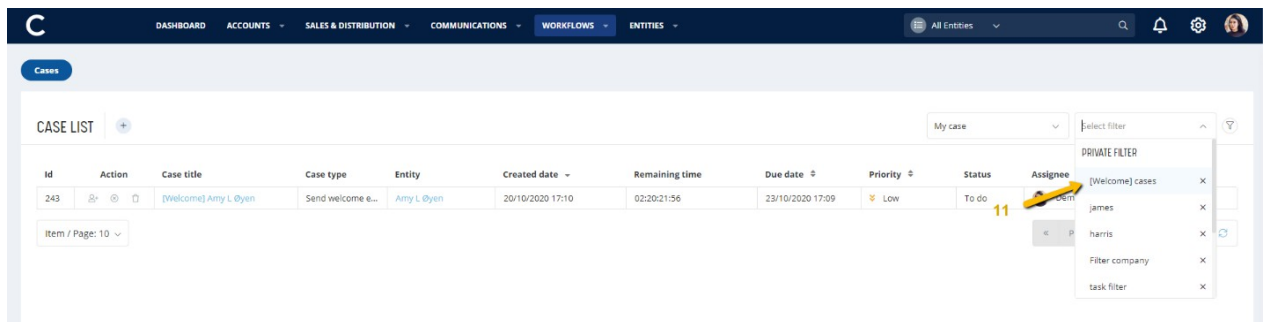 C DASHBOARD ACCOUNTS SALES & DISTRIBUTION COMMUNICATIONS WORKFLOWS ENTITIES All Entities
Cases
CASE LIST + My case Select filter
PRIVATE FILTER
Id Action Case title Case type Entity Created date Remaining time Due date Priority Status Assignee
[Welcome] cases
243 [Welcome] Amy L Øyen Send welcome e... Amy L Øyen 20/10/2020 17:10 02:20:21:56 23/10/2020 17:09 Low To do Dem
11
james
Item / Page: 10 « P harris
Filter company
task filter